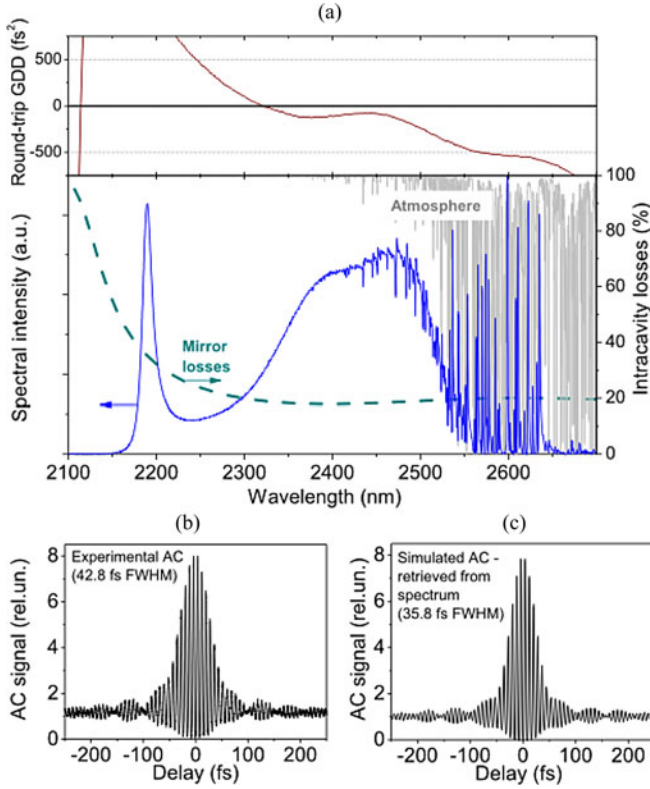 (a)
Round-trip GDD (fs²)
500
0
-500
Spectral intensity (a.u.)
Atmosphere
Mirror
losses
100
80
60
40
20
0
Intracavity losses (%)
2100 2200 2300 2400 2500 2600
Wavelength (nm)
(b)
(c)
Experimental AC
(42.8 fs FWHM)
AC signal (rel.un.)
8
6
4
2
0
-200 -100 0 100 200
Delay (fs)
Simulated AC -
retrieved from
spectrum
(35.8 fs FWHM)
AC signal (rel.un.)
8
6
4
2
0
-200 -100 0 100 200
Delay (fs)